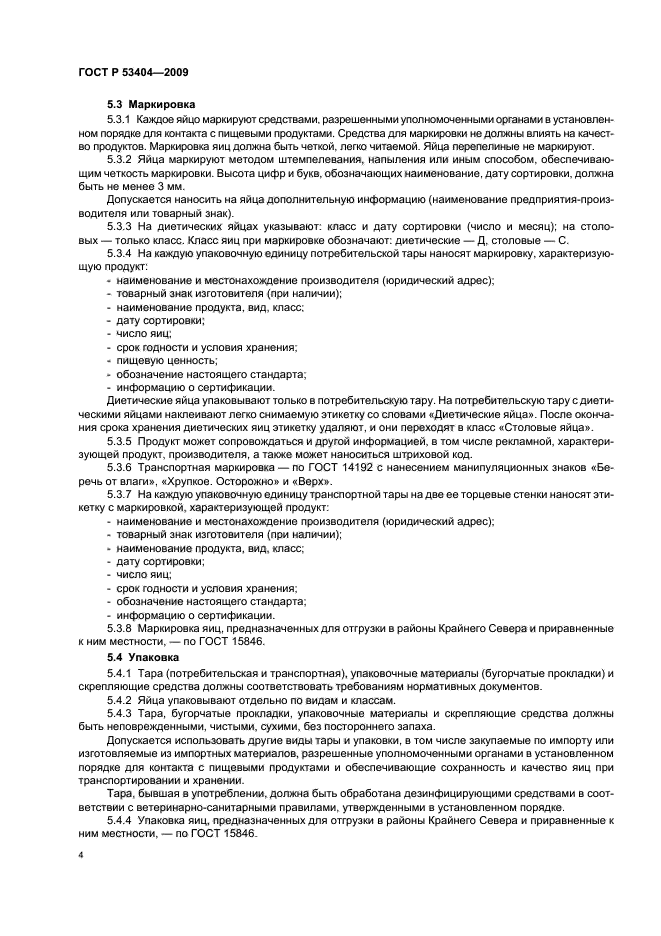 ГОСТ Р 53404—2009
5.3 Маркировка
5.3.1 Каждое яйцо маркируют средствами, разрешенными уполномоченными органами в установлен-
ном порядке для контакта с пищевыми продуктами. Средства для маркировки не должны влиять на качест-
во продуктов. Маркировка яиц должна быть четкой, легко читаемой. Яйца перепелиные не маркируют.
5.3.2 Яйца маркируют методом штемпелевания, напыления или иным способом, обеспечиваю-
щим четкость маркировки. Высота цифр и букв, обозначающих наименование, дату сортировки, должна
быть не менее 3 мм.
Допускается наносить на яйца дополнительную информацию (наименование предприятия-произ-
водителя или товарный знак).
5.3.3 На диетических яйцах указывают: класс и дату сортировки (число и месяц); на столо-
вых — только класс. Класс яиц при маркировке обозначают: диетические — Д, столовые — С.
5.3.4 На каждую упаковочную единицу потребительской тары наносят маркировку, характеризую-
щую продукт:
- наименование и местонахождение производителя (юридический адрес);
- товарный знак изготовителя (при наличии);
- наименование продукта, вид, класс;
- дату сортировки;
- число яиц;
- срок годности и условия хранения;
- пищевую ценность;
- обозначение настоящего стандарта;
- информацию о сертификации.
Диетические яйца упаковывают только в потребительскую тару. На потребительскую тару с диети-
ческими яйцами наклеивают легко снимаемую этикетку со словами «Диетические яйца». После оконча-
ния срока хранения диетических яиц этикетку удаляют, и они переходят в класс «Столовые яйца».
5.3.5 Продукт может сопровождаться и другой информацией, в том числе рекламной, характери-
зующей продукт, производителя, а также может наноситься штриховой код.
5.3.6 Транспортная маркировка — по ГОСТ 14192 с нанесением манипуляционных знаков «Бе-
речь от влаги», «Хрупкое. Осторожно» и «Верх».
5.3.7 На каждую упаковочную единицу транспортной тары на две ее торцевые стенки наносят эти-
кетку с маркировкой, характеризующей продукт:
- наименование и местонахождение производителя (юридический адрес);
- товарный знак изготовителя (при наличии);
- наименование продукта, вид, класс;
- дату сортировки;
- число яиц;
- срок годности и условия хранения;
- обозначение настоящего стандарта;
- информацию о сертификации.
5.3.8 Маркировка яиц, предназначенных для отгрузки в районы Крайнего Севера и приравненные
к ним местности, — по ГОСТ 15846.
5.4 Упаковка
5.4.1 Тара (потребительская и транспортная), упаковочные материалы (бугорчатые прокладки) и
скрепляющие средства должны соответствовать требованиям нормативных документов.
5.4.2 Яйца упаковывают отдельно по видам и классам.
5.4.3 Тара, бугорчатые прокладки, упаковочные материалы и скрепляющие средства должны
быть неповрежденными, чистыми, сухими, без постороннего запаха.
Допускается использовать другие виды тары и упаковки, в том числе закупаемые по импорту или
изготовляемые из импортных материалов, разрешенные уполномоченными органами в установленном
порядке для контакта с пищевыми продуктами и обеспечивающие сохранность и качество яиц при
транспортировании и хранении.
Тара, бывшая в употреблении, должна быть обработана дезинфицирующими средствами в соот-
ветствии с ветеринарно-санитарными правилами, утвержденными в установленном порядке.
5.4.4 Упаковка яиц, предназначенных для отгрузки в районы Крайнего Севера и приравненные к
ним местности, — по ГОСТ 15846.
4